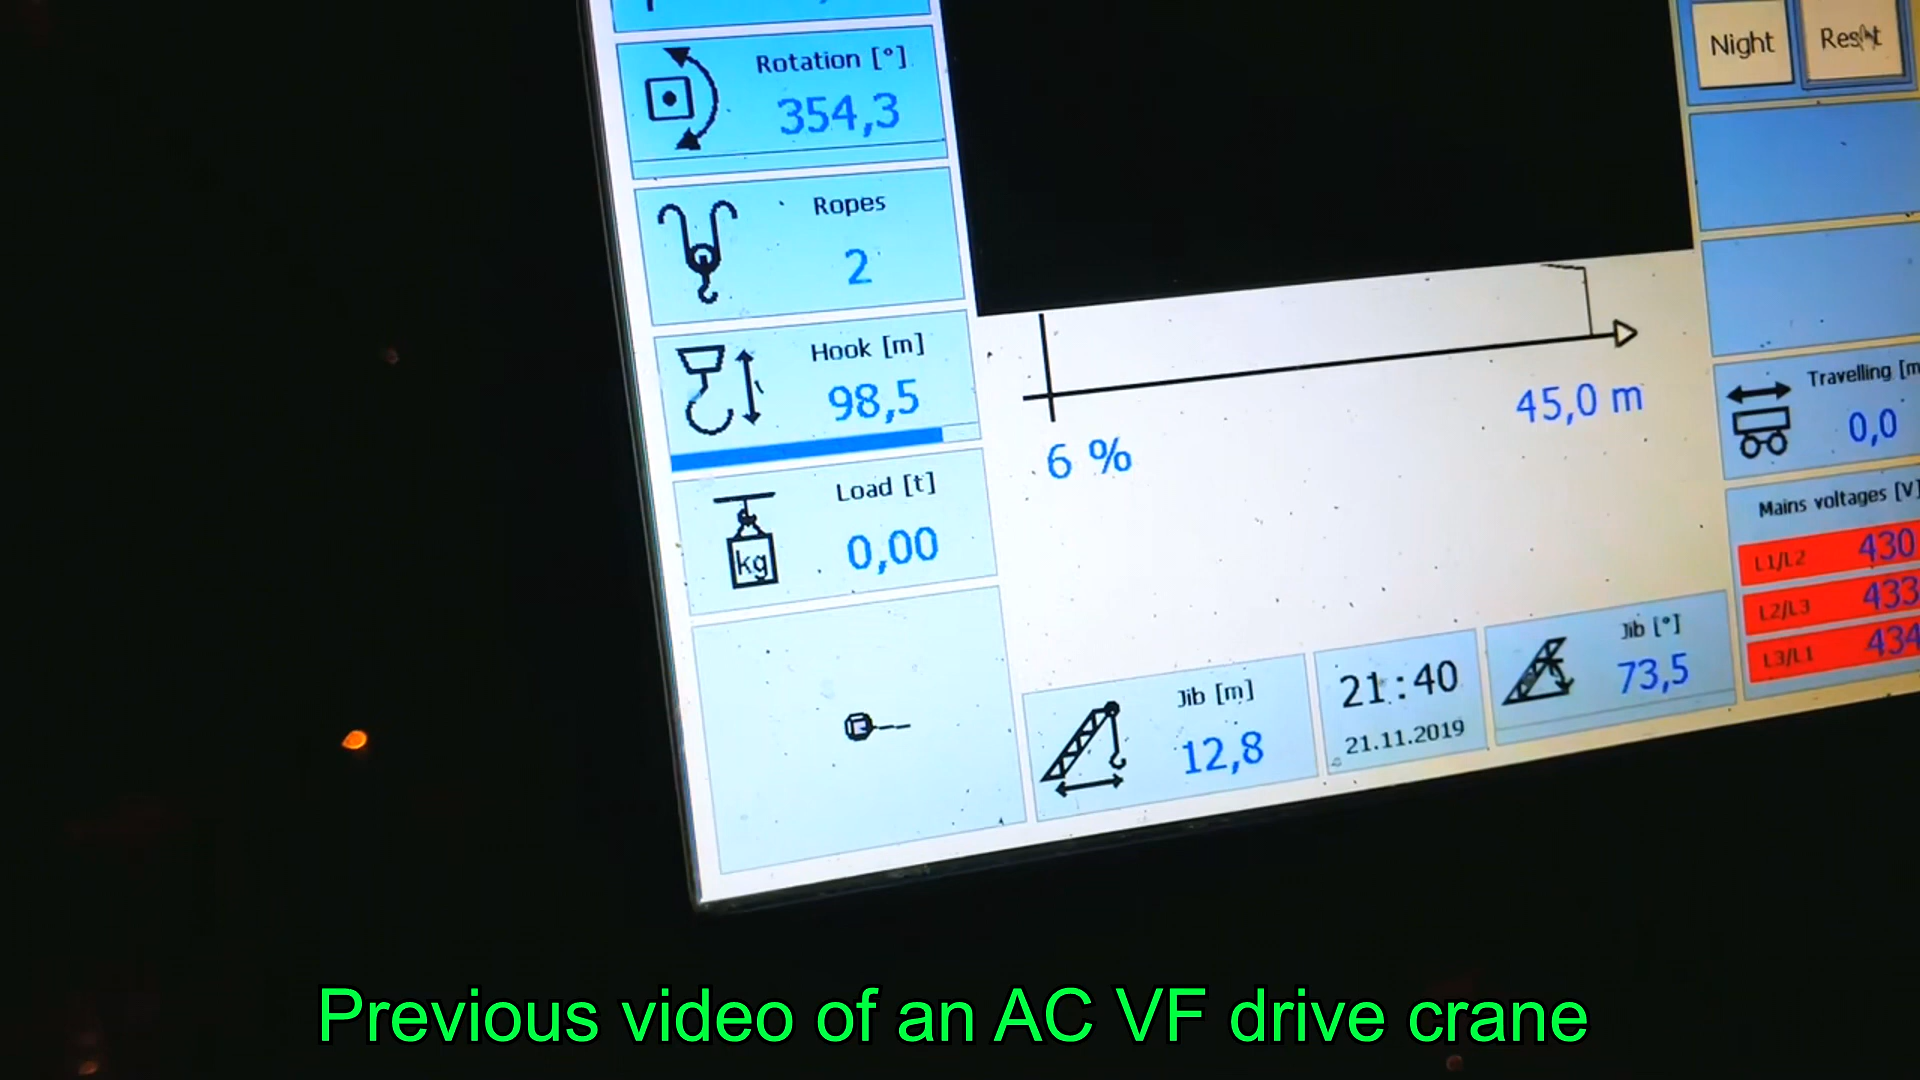 Rotation [°]
354,3
Ropes
2
Hook [m]
98,5
Load [t]
kg
0,00
6 %
45,0 m
Jib [m]
12,8
21:40
21.11.2019
Jib [°]
73,5
Night
Reset
Travelling [m
0,0
Mains voltages [V]
L1/L2 430
L2/L3 433
L3/L1 434
Previous video of an AC VF drive crane